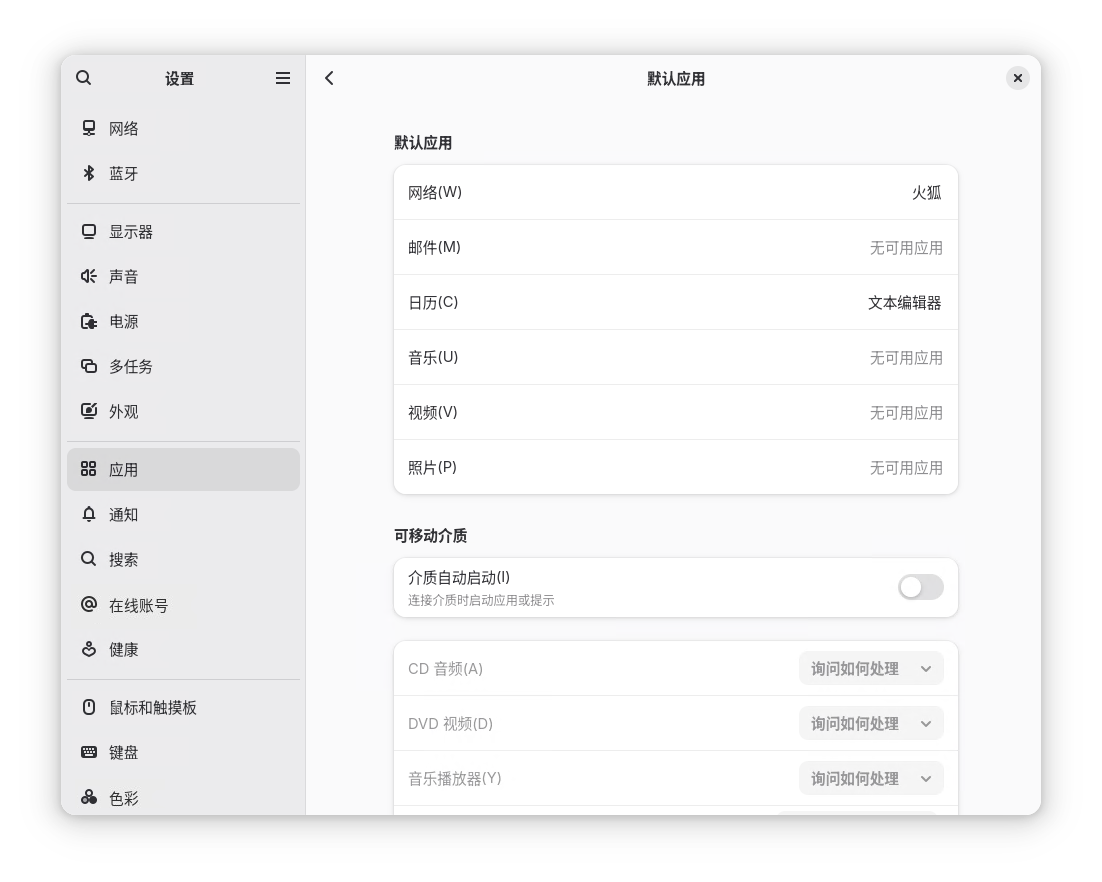 设置
网络
蓝牙
显示器
声音
电源
多任务
外观
应用
通知
搜索
在线账号
健康
鼠标和触摸板
键盘
色彩
默认应用
默认应用
网络(W) 火狐
邮件(M) 无可用应用
日历(C) 文本编辑器
音乐(U) 无可用应用
视频(V) 无可用应用
照片(P) 无可用应用
可移动介质
介质自动启动(I)
连接介质时启动应用或提示
CD 音频(A) 询问如何处理
DVD 视频(D) 询问如何处理
音乐播放器(Y) 询问如何处理